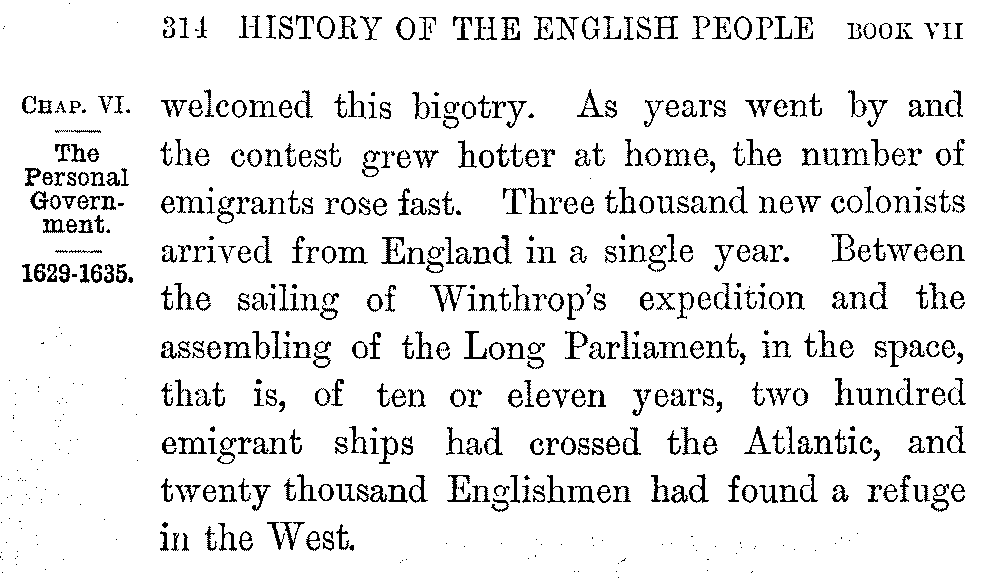 314 HISTORY OF THE ENGLISH PEOPLE BOOK VII
CHAP. VI.
The
Personal
Govern-
ment.
1629-1635.
welcomed this bigotry. As years went by and
the contest grew hotter at home, the number of
emigrants rose fast. Three thousand new colonists
arrived from England in a single year. Between
the sailing of Winthrop's expedition and the
assembling of the Long Parliament, in the space,
that is, of ten or eleven years, two hundred
emigrant ships had crossed the Atlantic, and
twenty thousand Englishmen had found a refuge
in the West.